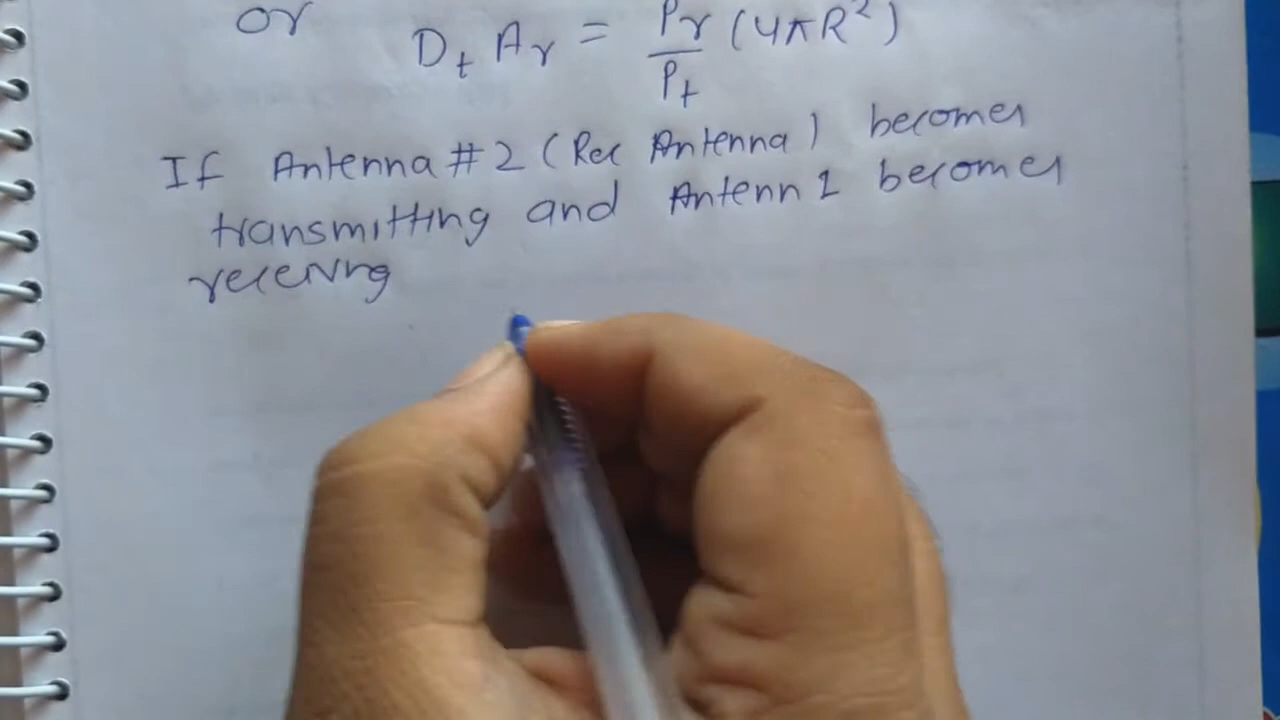 or
D_t A_r = P_r/P_t (4πR²)
If Antenna #2 (Rec Antenna) becomes
transmitting and Antenn 1 becomes
receiving